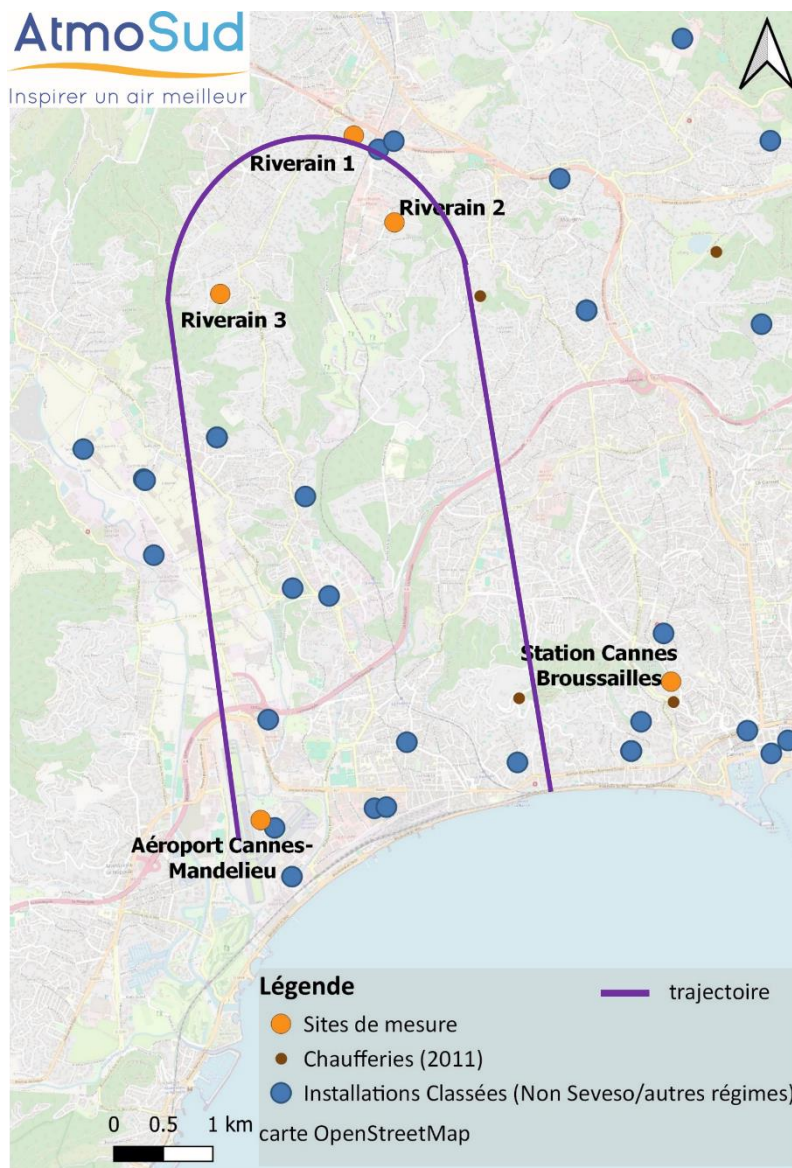 AtmoSud
Inspirer un air meilleur
Riverain 1
Riverain 2
Riverain 3
Station Cannes
Broussailles
Aéroport Cannes-
Mandelieu
Légende
trajectoire
Sites de mesure
Chaufferies (2011)
Installations Classées (Non Seveso/autres régimes)
0 0.5 1 km
carte OpenStreetMap